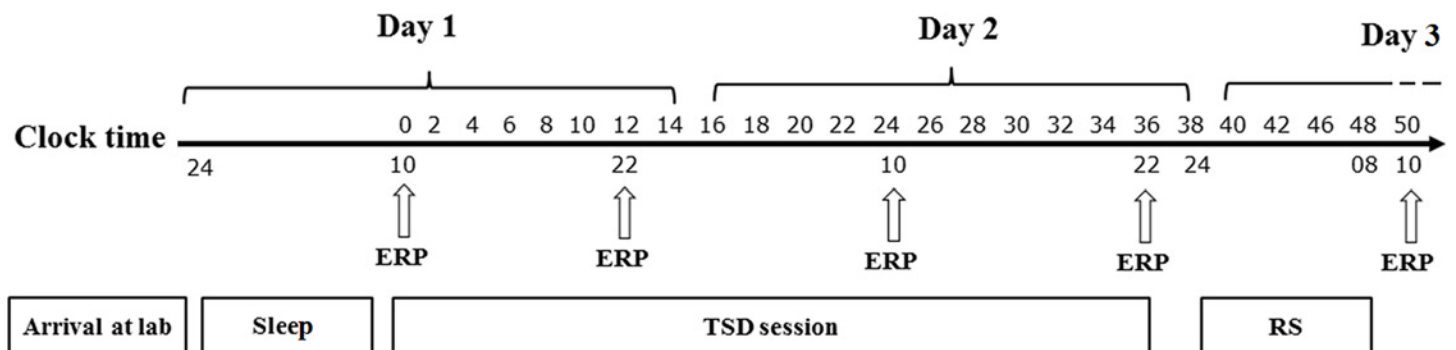 Day 1 Day 2 Day 3
0 2 4 6 8 10 12 14 16 18 20 22 24 26 28 30 32 34 36 38 40 42 46 48 50
Clock time
24 10 22 10 22 24 08 10
ERP ERP ERP ERP ERP
Arrival at lab Sleep TSD session RS